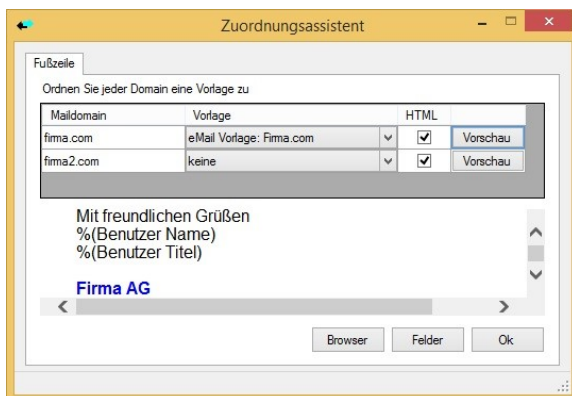 Zuordnungsassistent
Fußzeile
Ordnen Sie jeder Domain eine Vorlage zu
Maildomain Vorlage HTML
firma.com eMail Vorlage: Firma.com Vorschau
firma2.com keine Vorschau
Mit freundlichen Grüßen
%(Benutzer Name)
%(Benutzer Titel)
Firma AG
Browser Felder Ok